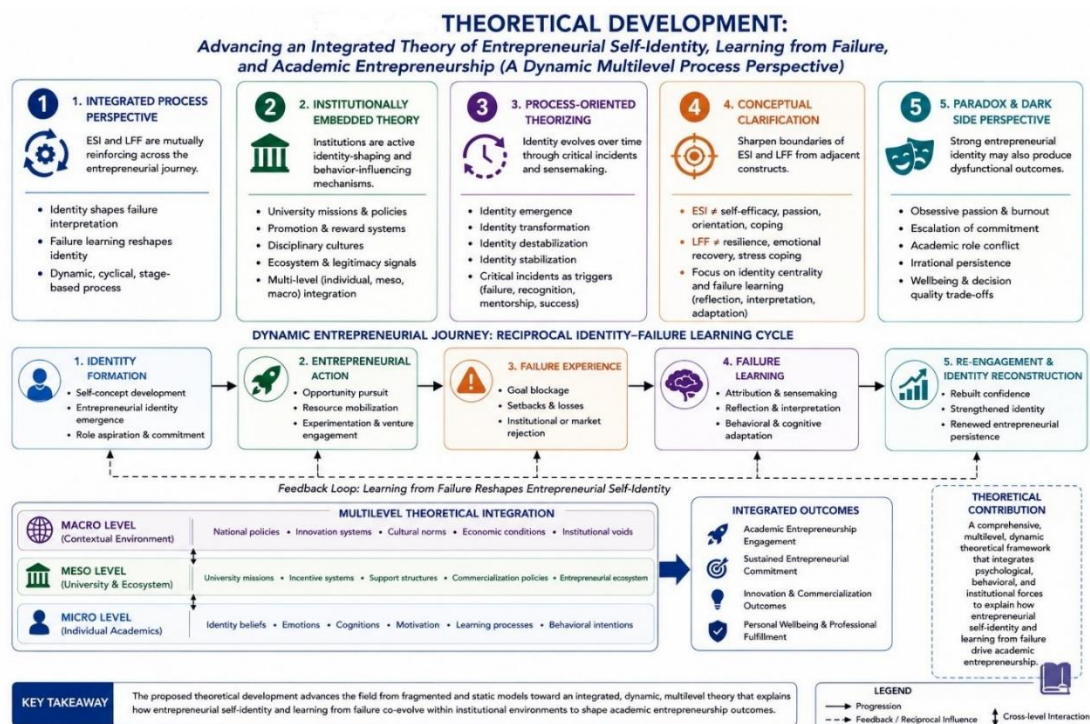 THEORETICAL DEVELOPMENT:
Advancing an Integrated Theory of Entrepreneurial Self-Identity, Learning from Failure,
and Academic Entrepreneurship (A Dynamic Multilevel Process Perspective)
1
1. INTEGRATED PROCESS
PERSPECTIVE
ESI and LFF are mutually
reinforcing across the
entrepreneurial journey.
• Identity shapes failure
interpretation
• Failure learning reshapes
identity
• Dynamic, cyclical, stage-
based process
2
2. INSTITUTIONALLY
EMBEDDED THEORY
Institutions are active
identity-shaping and
behavior-influencing
mechanisms.
• University missions & policies
• Promotion & reward systems
• Disciplinary cultures
• Ecosystem & legitimacy signals
• Multi-level (individual, meso,
macro) integration
3
3. PROCESS-ORIENTED
THEORIZING
Identity evolves over time
through critical incidents
and sensemaking.
• Identity emergence
• Identity transformation
• Identity destabilization
• Identity stabilization
• Critical incidents as triggers
(failure, recognition,
mentorship, success)
4
4. CONCEPTUAL
CLARIFICATION
Sharpen boundaries of
ESI and LFF from adjacent
constructs.
• ESI ≠ self-efficacy, passion,
orientation, coping
• LFF ≠ resilience, emotional
recovery, stress coping
• Focus on identity centrality
and failure learning
(reflection, interpretation,
adaptation)
5
5. PARADOX & DARK
SIDE PERSPECTIVE
Strong entrepreneurial
identity may also produce
dysfunctional outcomes.
• Obsessive passion & burnout
• Escalation of commitment
• Academic role conflict
• Irrational persistence
• Wellbeing & decision
quality trade-offs
DYNAMIC ENTREPRENEURIAL JOURNEY: RECIPROCAL IDENTITY–FAILURE LEARNING CYCLE
1. IDENTITY
FORMATION
• Self-concept development
• Entrepreneurial identity
emergence
• Role aspiration & commitment
2. ENTREPRENEURIAL
ACTION
• Opportunity pursuit
• Resource mobilization
• Experimentation & venture
engagement
3. FAILURE EXPERIENCE
• Goal blockage
• Setbacks & losses
• Institutional or market
rejection
4. FAILURE
LEARNING
• Attribution & sensemaking
• Reflection & interpretation
• Behavioral & cognitive
adaptation
5. RE-ENGAGEMENT &
IDENTITY RECONSTRUCTION
• Rebuilt confidence
• Strengthened identity
• Renewed entrepreneurial
persistence
Feedback Loop: Learning from Failure Reshapes Entrepreneurial Self-Identity
MULTILEVEL THEORETICAL INTEGRATION
MACRO LEVEL
(Contextual Environment)
National policies • Innovation systems • Cultural norms • Economic conditions • Institutional voids
MESO LEVEL
(University & Ecosystem)
University missions • Incentive systems • Support structures • Commercialization policies • Entrepreneurial ecosystem
MICRO LEVEL
(Individual Academics)
Identity beliefs • Emotions • Cognitions • Motivation • Learning processes • Behavioral intentions
INTEGRATED OUTCOMES
Academic Entrepreneurship
Engagement
Sustained Entrepreneurial
Commitment
Innovation & Commercialization
Outcomes
Personal Wellbeing & Professional
Fulfillment
THEORETICAL
CONTRIBUTION
A comprehensive,
multilevel, dynamic
theoretical framework
that integrates
psychological,
behavioral, and
institutional forces
to explain how
entrepreneurial
self-identity and
learning from failure
drive academic
entrepreneurship.
KEY TAKEAWAY
The proposed theoretical development advances the field from fragmented and static models toward an integrated, dynamic, multilevel theory that explains
how entrepreneurial self-identity and learning from failure co-evolve within institutional environments to shape academic entrepreneurship outcomes.
LEGEND
Progression
Feedback / Reciprocal Influence
Cross-level Interaction